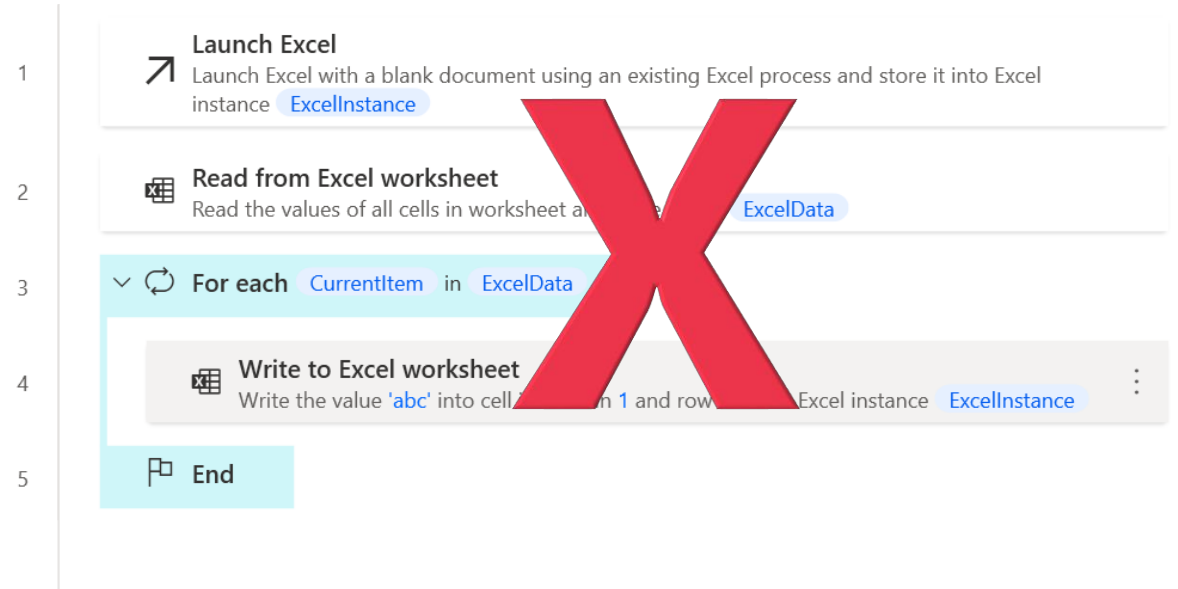 1
Launch Excel
Launch Excel with a blank document using an existing Excel process and store it into Excel
instance ExcelInstance
2
Read from Excel worksheet
Read the values of all cells in worksheet ExcelData
3
For each CurrentItem in ExcelData
4
Write to Excel worksheet
Write the value 'abc' into cell 1 and row Excel instance ExcelInstance
5
End